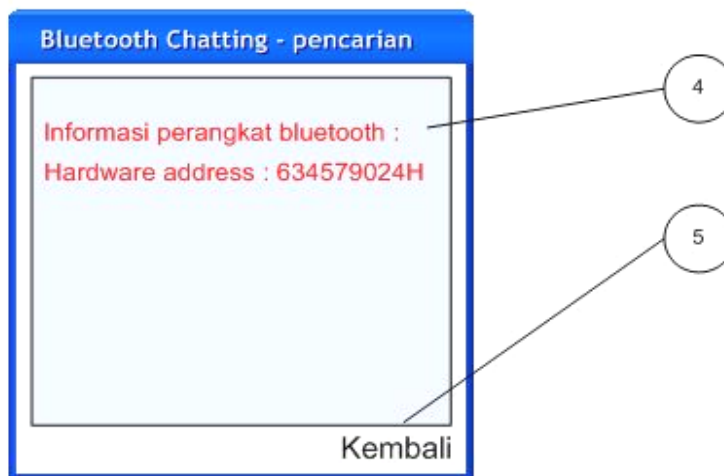 Bluetooth Chatting - pencarian
4
Informasi perangkat bluetooth :
Hardware address : 634579024H
5
Kembali